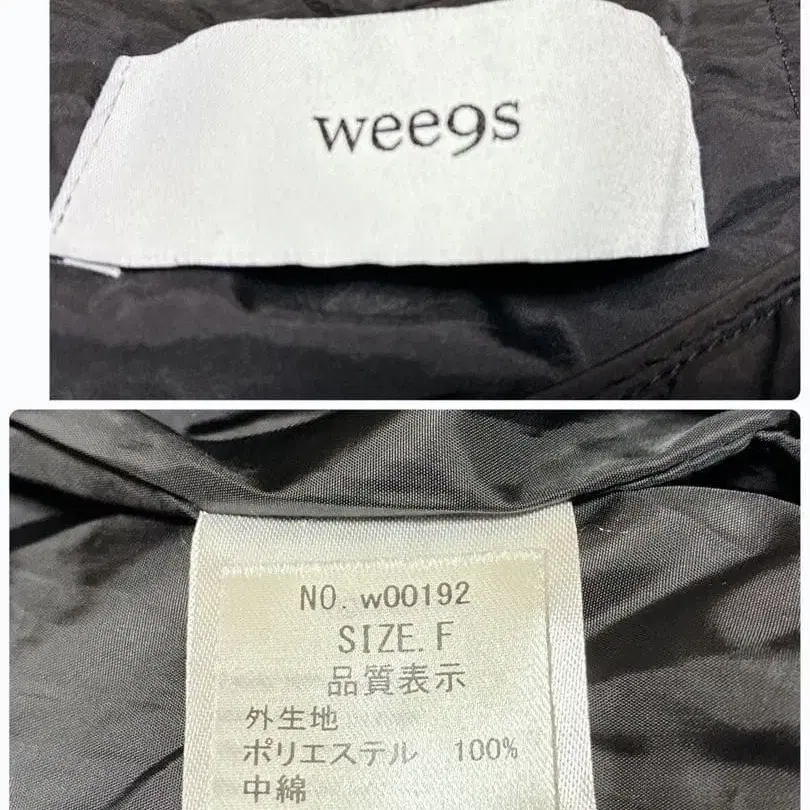 wee9s
NO. w00192
SIZE. F
品質表示
外生地
ポリエステル 100%
中綿